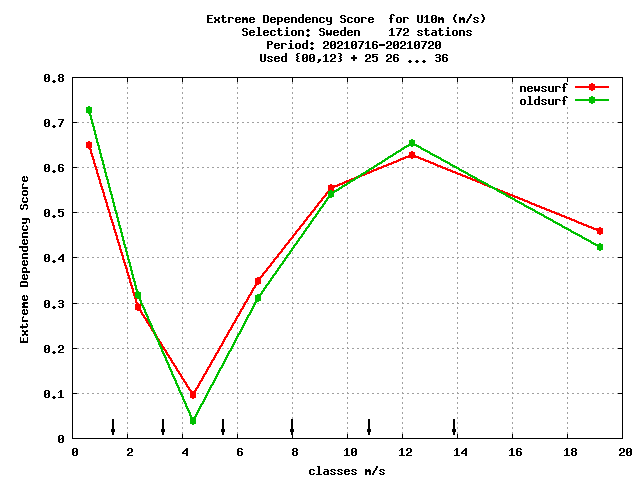 Extreme Dependency Score  for U10m (m/s)
Selection: Sweden    172 stations
Period: 20210716-20210720
Used {00,12} + 25 26 ... 36
newsurf
oldsurf
Extreme Dependency Score
0.8
0.7
0.6
0.5
0.4
0.3
0.2
0.1
0
0 2 4 6 8 10 12 14 16 18 20
classes m/s